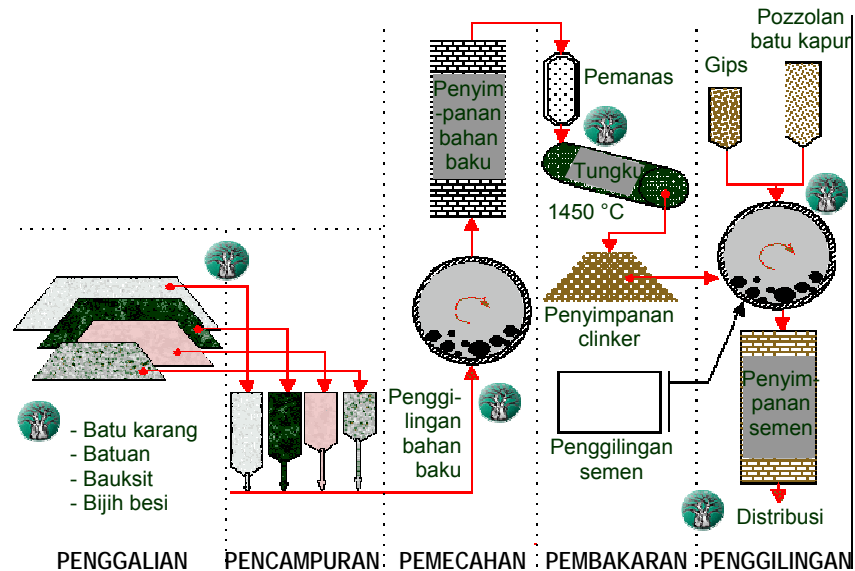 Pozzolan
batu kapur
Gips
Pemanas
Penyim
-panan
bahan
baku
Tungku
1450 °C
Penyimpanan
clinker
Penggi-
lingan
bahan
baku
Penggilingan
semen
Penyim-
panan
semen
Distribusi
- Batu karang
- Batuan
- Bauksit
- Bijih besi
PENGGALIAN
PENCAMPURAN
PEMECAHAN
PEMBAKARAN
PENGGILINGAN